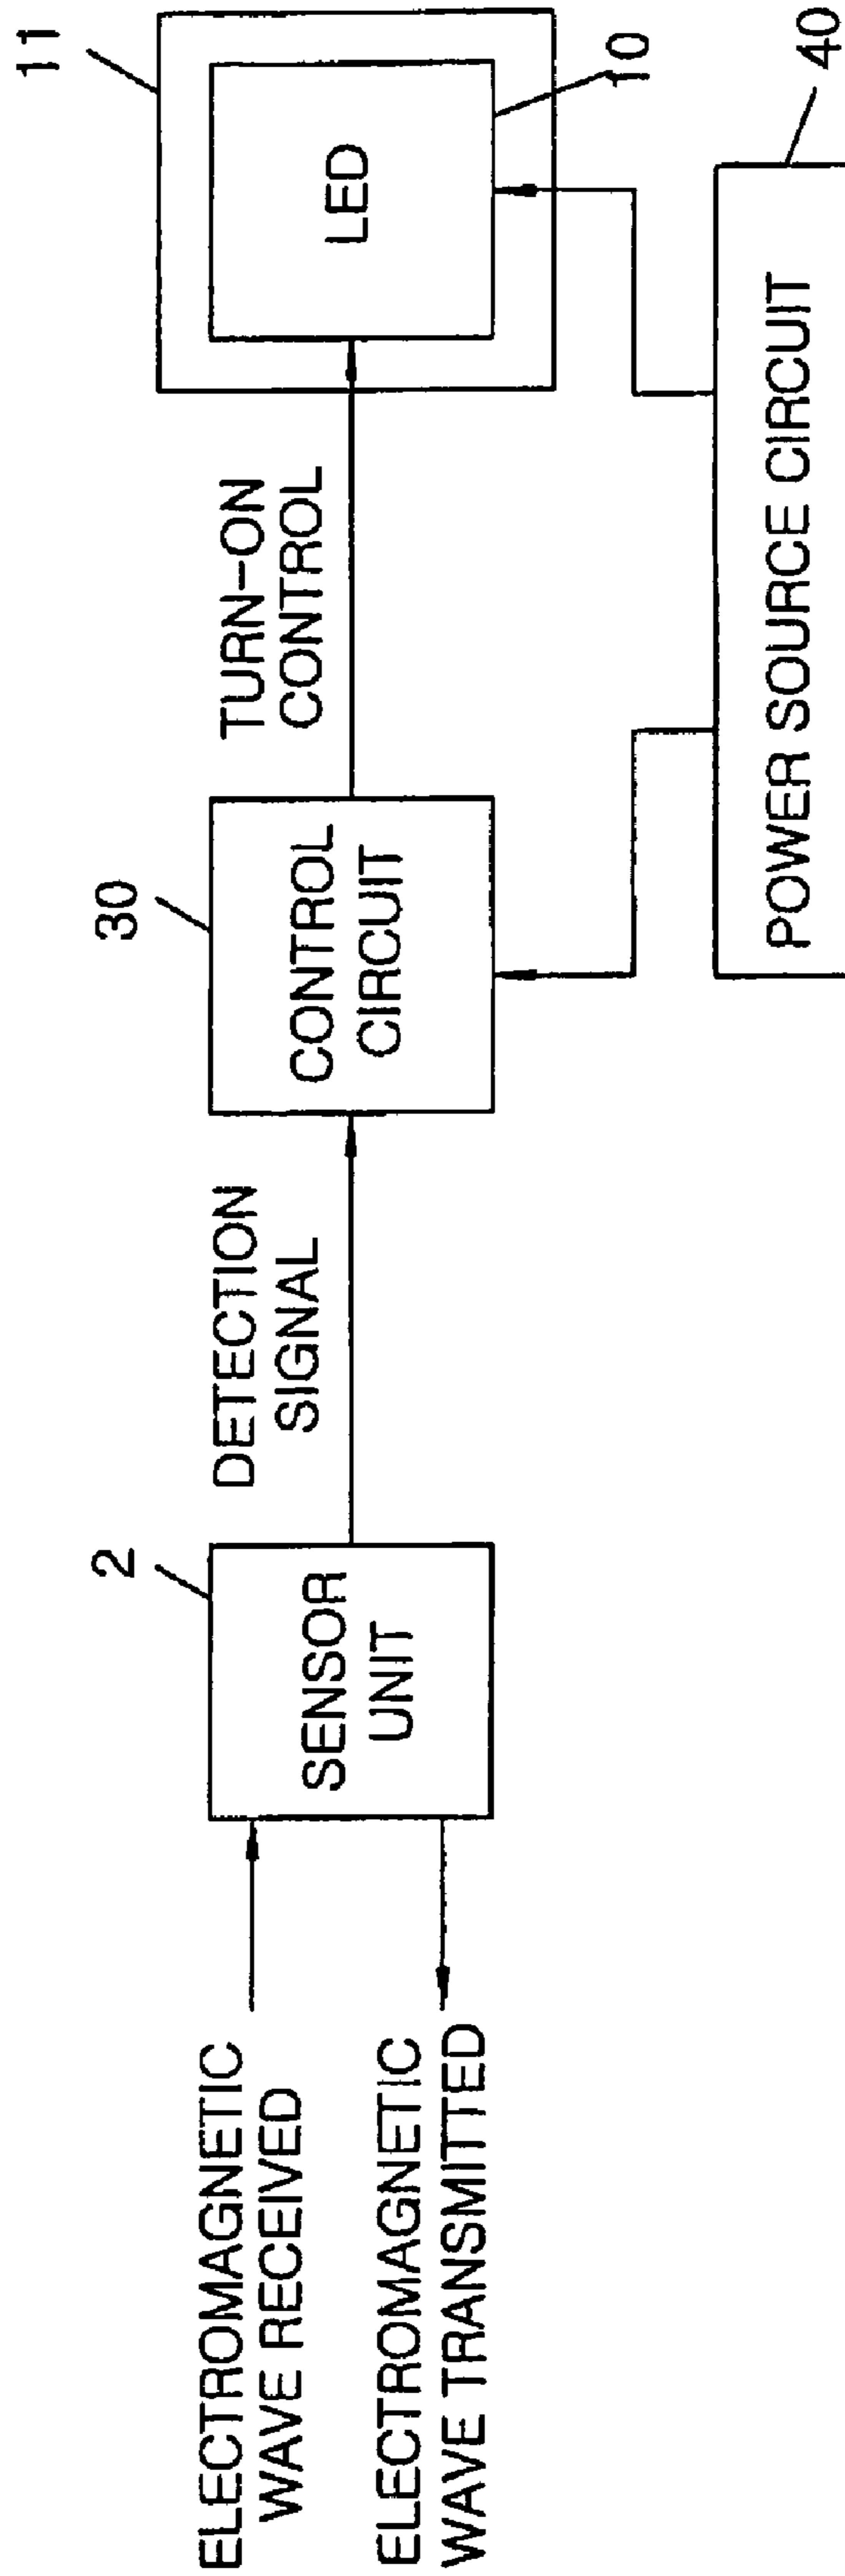 ELECTROMAGNETIC
WAVE RECEIVED
ELECTROMAGNETIC
WAVE TRANSMITTED
2
SENSOR
UNIT
DETECTION
SIGNAL
30
CONTROL
CIRCUIT
TURN-ON
CONTROL
11
LED
10
POWER SOURCE CIRCUIT
40